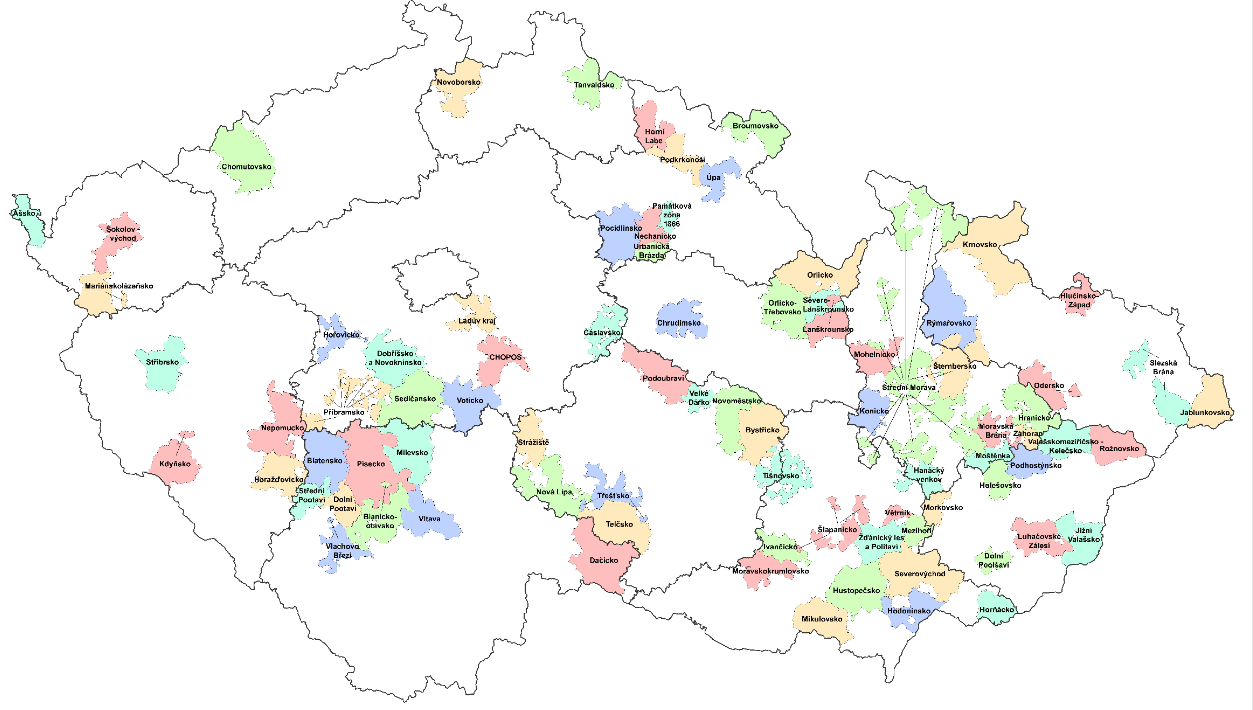 Novoborsko
Tanvaldsko
Horní
Labe
Broumovsko
Podkrkonoší
Úpa
Chomutovsko
Ašsko
Sokolov -
východ
Mariánskolázeňsko
Památková
zóna
1866
Pocidlinsko
Nechanicko
Urbanická
Brázda
Krnovsko
Orlicko
Hlučínsko-
Západ
Orlicko-
Třebovsko
Severo-
Lanškrounsko
Lanškrounsko
Rýmařovsko
Ladův kraj
Chrudimsko
Čáslavsko
Hořovicko
Dobříšsko
a Novoknínsko
CHOPOS
Stříbrsko
Mohelnicko
Šternbersko
Slezská
Brána
Podoubraví
Střední Morava
Odersko
Sedlčansko
Voticko
Velké
Dářko
Novoměstsko
Příbramsko
Konicko
Jablunkovsko
Nepomucko
Hranicko
Moravská
Brána
Záhoran
Bystřicko
Strážiště
Valašskomeziříčsko -
Kelečsko
Rožnovsko
Milevsko
Moštěnka
Podhostýnsko
Blatensko
Písecko
Kdyňsko
Horažďovicko
Tišnovsko
Hanácký
venkov
Holešovsko
Střední
Pootaví
Dolní
Pootaví
Nová Lípa
Třešťsko
Morkovsko
Blanicko -
otavsko
Vltava
Telčsko
Větrník
Šlapanicko
Mezihoří
Ždánický les
a Politaví
Luhačovské
Zálesí
Jižní
Valašsko
Vlachovo
Březí
Ivančicko
Dačicko
Dolní
Poolšaví
Moravskokrumlovsko
Severovýchod
Hustopečsko
Hodonínsko
Horňácko
Mikulovsko